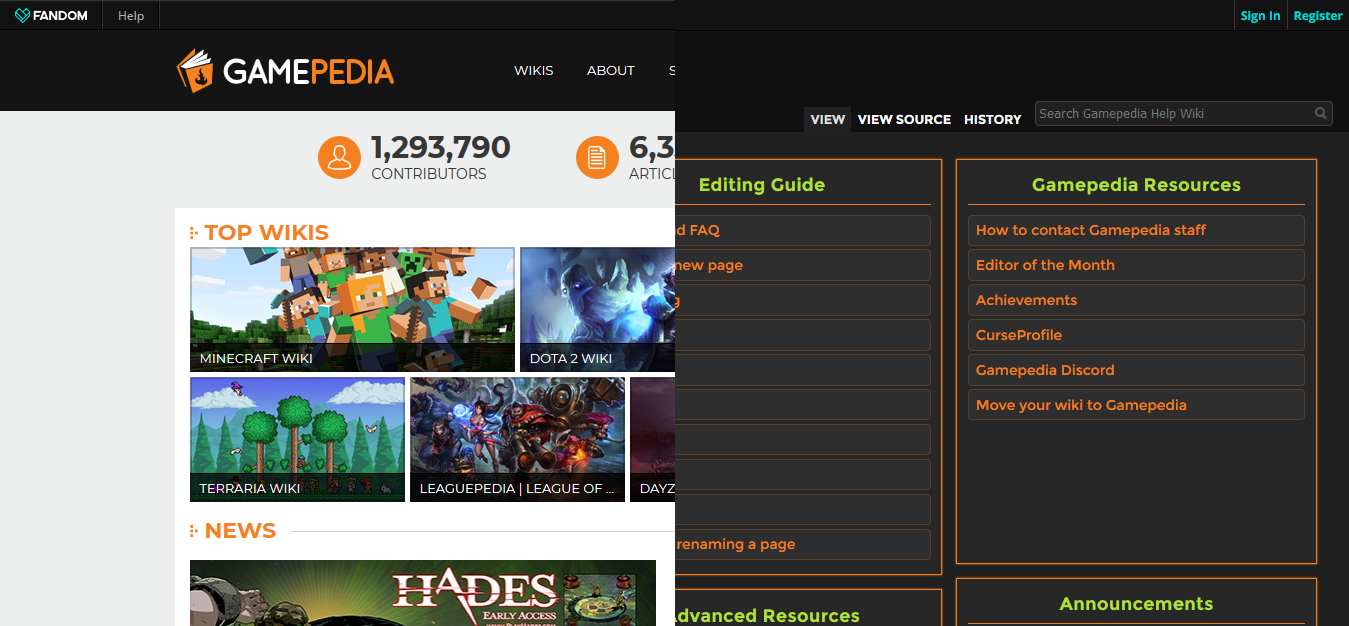 FANDOM
Help
Sign In
Register
GAMEPEDIA
WIKIS
ABOUT
S
VIEW
VIEW SOURCE
HISTORY
Search Gamepedia Help Wiki
1,293,790
CONTRIBUTORS
6,3
ARTICL
TOP WIKIS
MINECRAFT WIKI
DOTA 2 WIKI
TERRARIA WIKI
LEAGUEPEDIA | LEAGUE OF ...
DAYZ
NEWS
HADES
EARLY ACCESS
WWW.PLAYHADES.COM
Editing Guide
d FAQ
new page
g
renaming a page
dvanced Resources
Gamepedia Resources
How to contact Gamepedia staff
Editor of the Month
Achievements
CurseProfile
Gamepedia Discord
Move your wiki to Gamepedia
Announcements